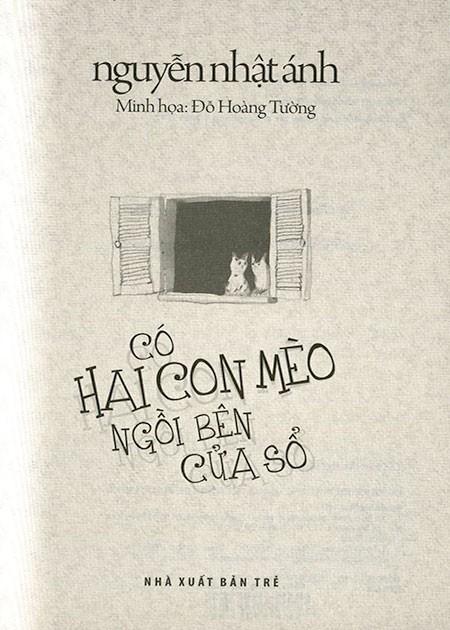 nguyễn nhật ánh
Minh họa: Đỗ Hoàng Tường
CÓ
HAI CON MÈO
NGỒI BÊN
CỬA SỔ
NHÀ XUẤT BẢN TRẺ